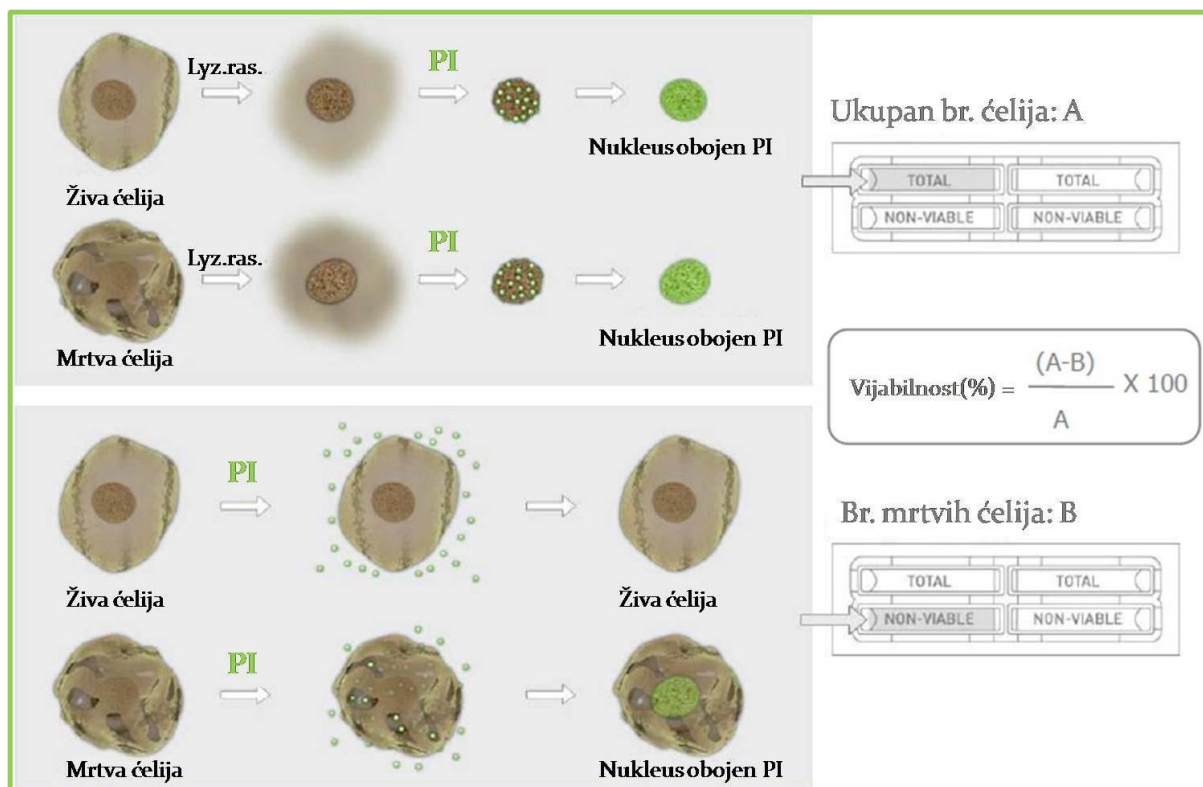 Lyz.ras.
PI
Živa ćelija
Nukleus obojen PI
Lyz.ras.
PI
Mrtva ćelija
Nukleus obojen PI
Ukupan br. ćelija: A
TOTAL TOTAL
NON-VIABLE NON-VIABLE
Vijabilnost(%) = (A-B) X 100
A
PI
Živa ćelija
Živa ćelija
PI
Mrtva ćelija
Nukleus obojen PI
Br. mrtvih ćelija: B
TOTAL TOTAL
NON-VIABLE NON-VIABLE